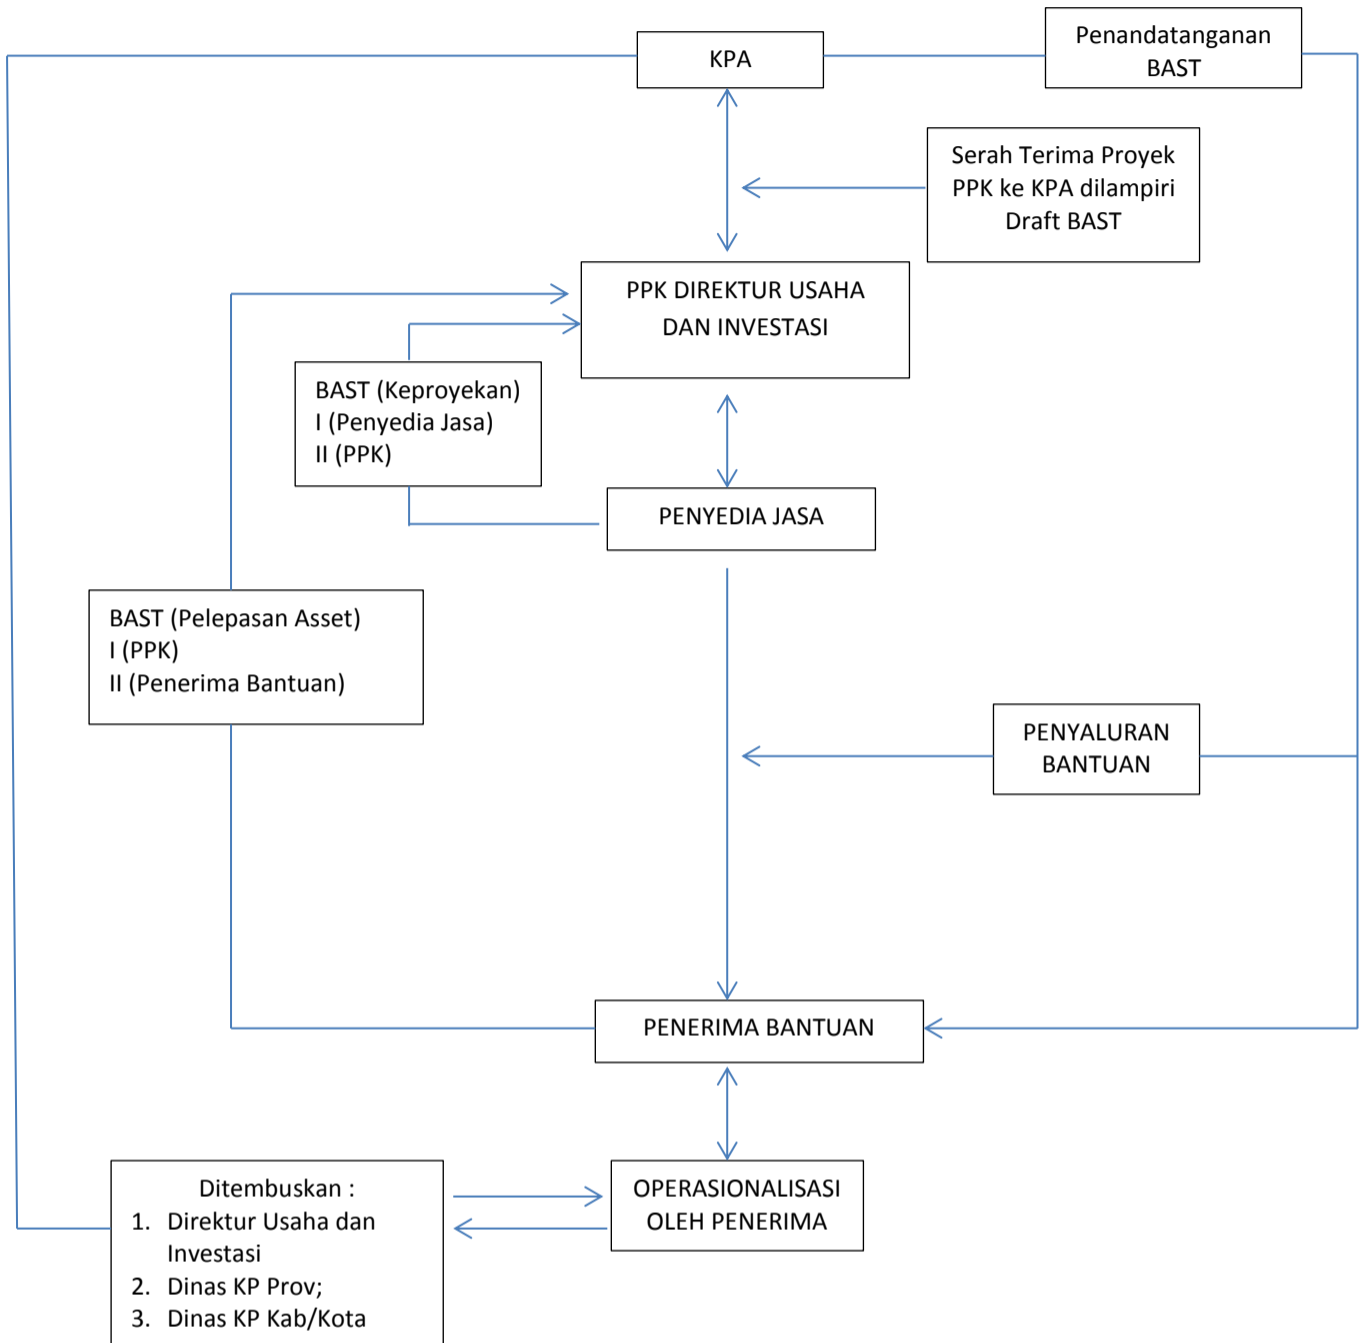 KPA
Penandatanganan
BAST
Serah Terima Proyek
PPK ke KPA dilampiri
Draft BAST
PPK DIREKTUR USAHA
DAN INVESTASI
BAST (Keproyekan)
I (Penyedia Jasa)
II (PPK)
PENYEDIA JASA
BAST (Pelepasan Asset)
I (PPK)
II (Penerima Bantuan)
PENYALURAN
BANTUAN
PENERIMA BANTUAN
Ditembuskan :
1. Direktur Usaha dan
Investasi
2. Dinas KP Prov;
3. Dinas KP Kab/Kota
OPERASIONALISASI
OLEH PENERIMA